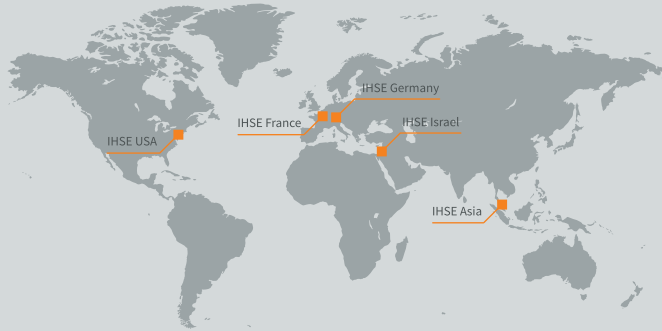 IHSE Germany
IHSE France
IHSE Israel
IHSE USA
IHSE Asia